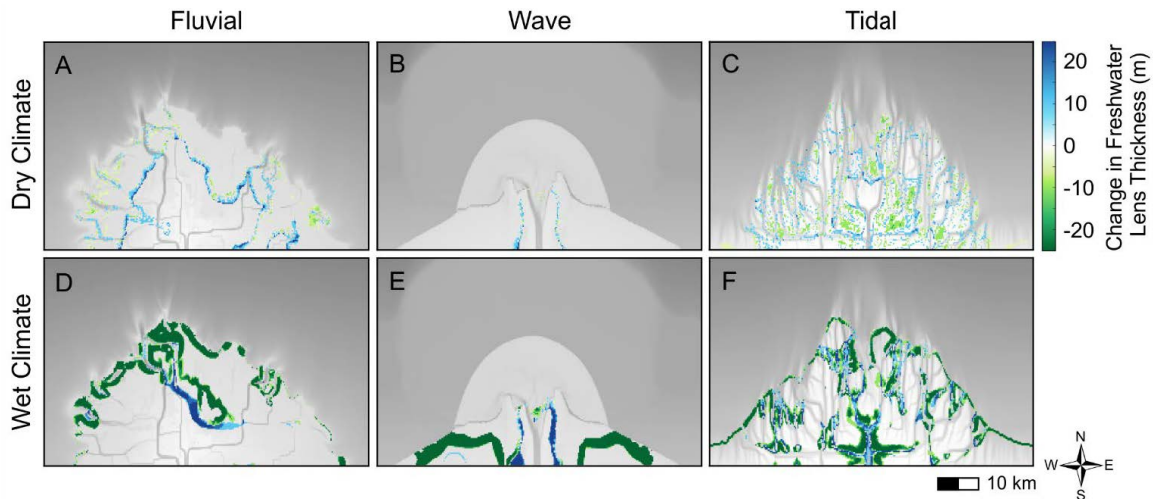 Fluvial Wave Tidal
Dry Climate
A B C
20
10
0
-10
-20
Change in Freshwater
Lens Thickness (m)
Wet Climate
D E F
10 km
N
W E
S